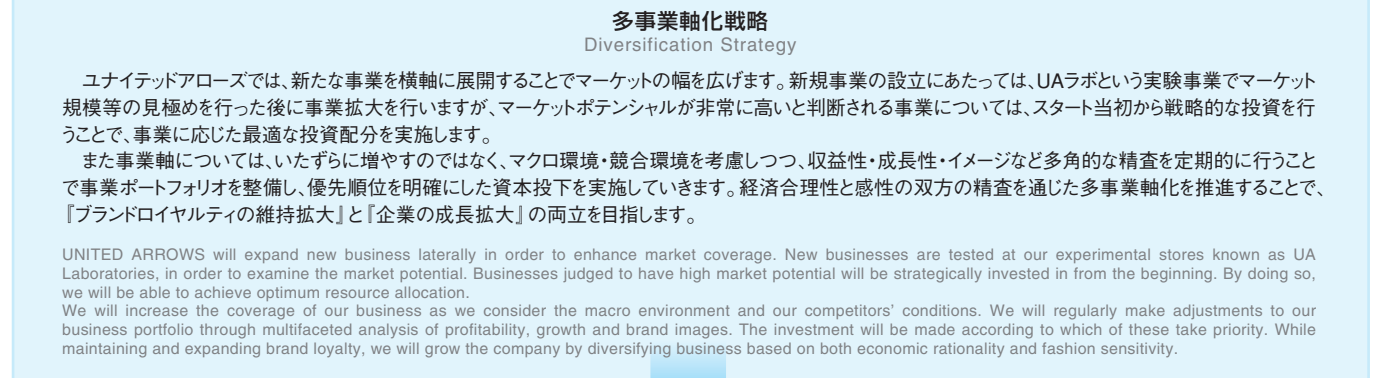 多事業軸化戦略
Diversification Strategy
ユナイテッドアローズでは、新たな事業を横軸に展開することでマーケットの幅を広げます。新規事業の設立にあたっては、UAラボという実験事業でマーケット
規模等の見極めを行った後に事業拡大を行いますが、マーケットポテンシャルが非常に高いと判断される事業については、スタート当初から戦略的な投資を行
うことで、事業に応じた最適な投資配分を実施します。
また事業軸については、いたずらに増やすのではなく、マクロ環境・競合環境を考慮しつつ、収益性・成長性・イメージなど多角的な精査を定期的に行うこと
で事業ポートフォリオを整備し、優先順位を明確にした資本投下を実施していきます。経済合理性と感性の双方の精査を通じた多事業軸化を推進することで、
『ブランドロイヤルティの維持拡大』と『企業の成長拡大』の両立を目指します。
UNITED ARROWS will expand new business laterally in order to enhance market coverage. New businesses are tested at our experimental stores known as UA
Laboratories, in order to examine the market potential. Businesses judged to have high market potential will be strategically invested in from the beginning. By doing so,
we will be able to achieve optimum resource allocation.
We will increase the coverage of our business as we consider the macro environment and our competitors' conditions. We will regularly make adjustments to our
business portfolio through multifaceted analysis of profitability, growth and brand images. The investment will be made according to which of these take priority. While
maintaining and expanding brand loyalty, we will grow the company by diversifying business based on both economic rationality and fashion sensitivity.